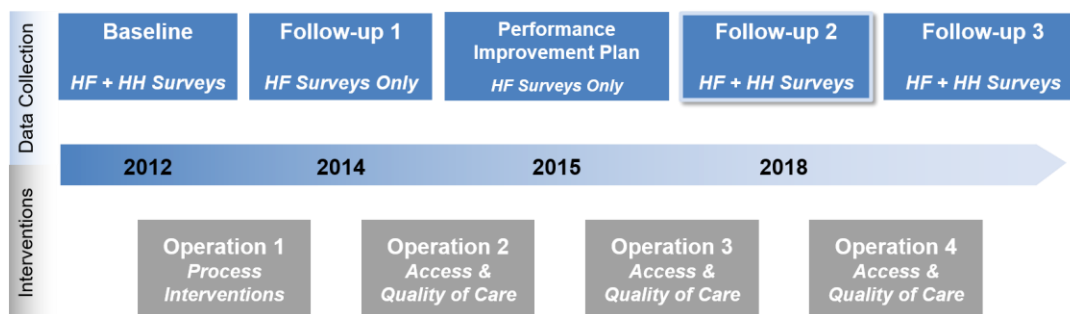 Data Collection
Baseline
HF + HH Surveys
Follow-up 1
HF Surveys Only
Performance
Improvement Plan
HF Surveys Only
Follow-up 2
HF + HH Surveys
Follow-up 3
HF + HH Surveys
2012
2014
2015
2018
Interventions
Operation 1
Process
Interventions
Operation 2
Access &
Quality of Care
Operation 3
Access &
Quality of Care
Operation 4
Access &
Quality of Care